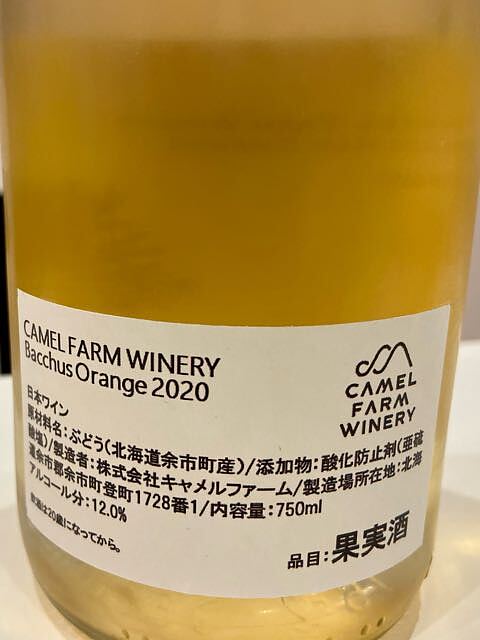 CAMEL FARM WINERY
Bacchus Orange 2020
日本ワイン
原材料名：ぶどう（北海道余市町産）/添加物：酸化防止剤（亜硫
酸塩）/製造者：株式会社キャメルファーム/製造場所在地：北海
道余市郡余市町登町1728番1/内容量：750ml
アルコール分：12.0%
飲酒は20歳になってから。
品目：果実酒
CAMEL
FARM
WINERY